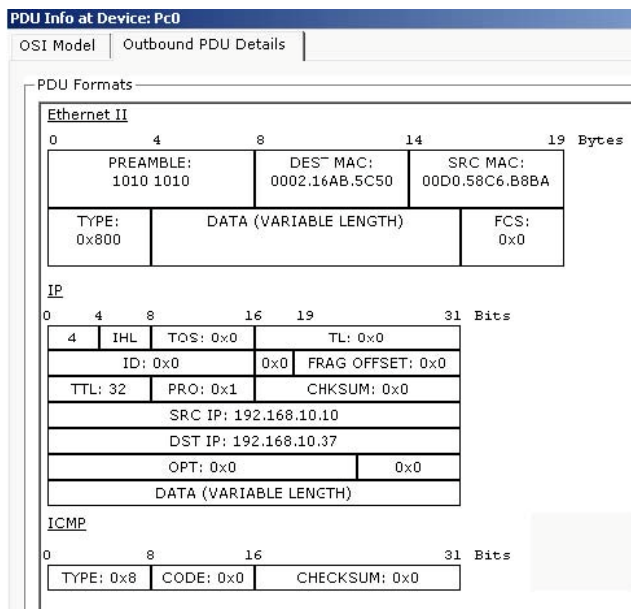 PDU Info at Device: Pc0
OSI Model Outbound PDU Details
PDU Formats
Ethernet II
0 4 8 14 19 Bytes
PREAMBLE: DEST MAC: SRC MAC:
1010 1010 0002.16AB.5C50 00D0.58C6.B8BA
TYPE: DATA (VARIABLE LENGTH) FCS:
0x800 0x0
IP
0 4 8 16 19 31 Bits
4 IHL TOS: 0x0 TL: 0x0
ID: 0x0 0x0 FRAG OFFSET: 0x0
TTL: 32 PRO: 0x1 CHKSUM: 0x0
SRC IP: 192.168.10.10
DST IP: 192.168.10.37
OPT: 0x0 0x0
DATA (VARIABLE LENGTH)
ICMP
0 8 16 31 Bits
TYPE: 0x8 CODE: 0x0 CHECKSUM: 0x0